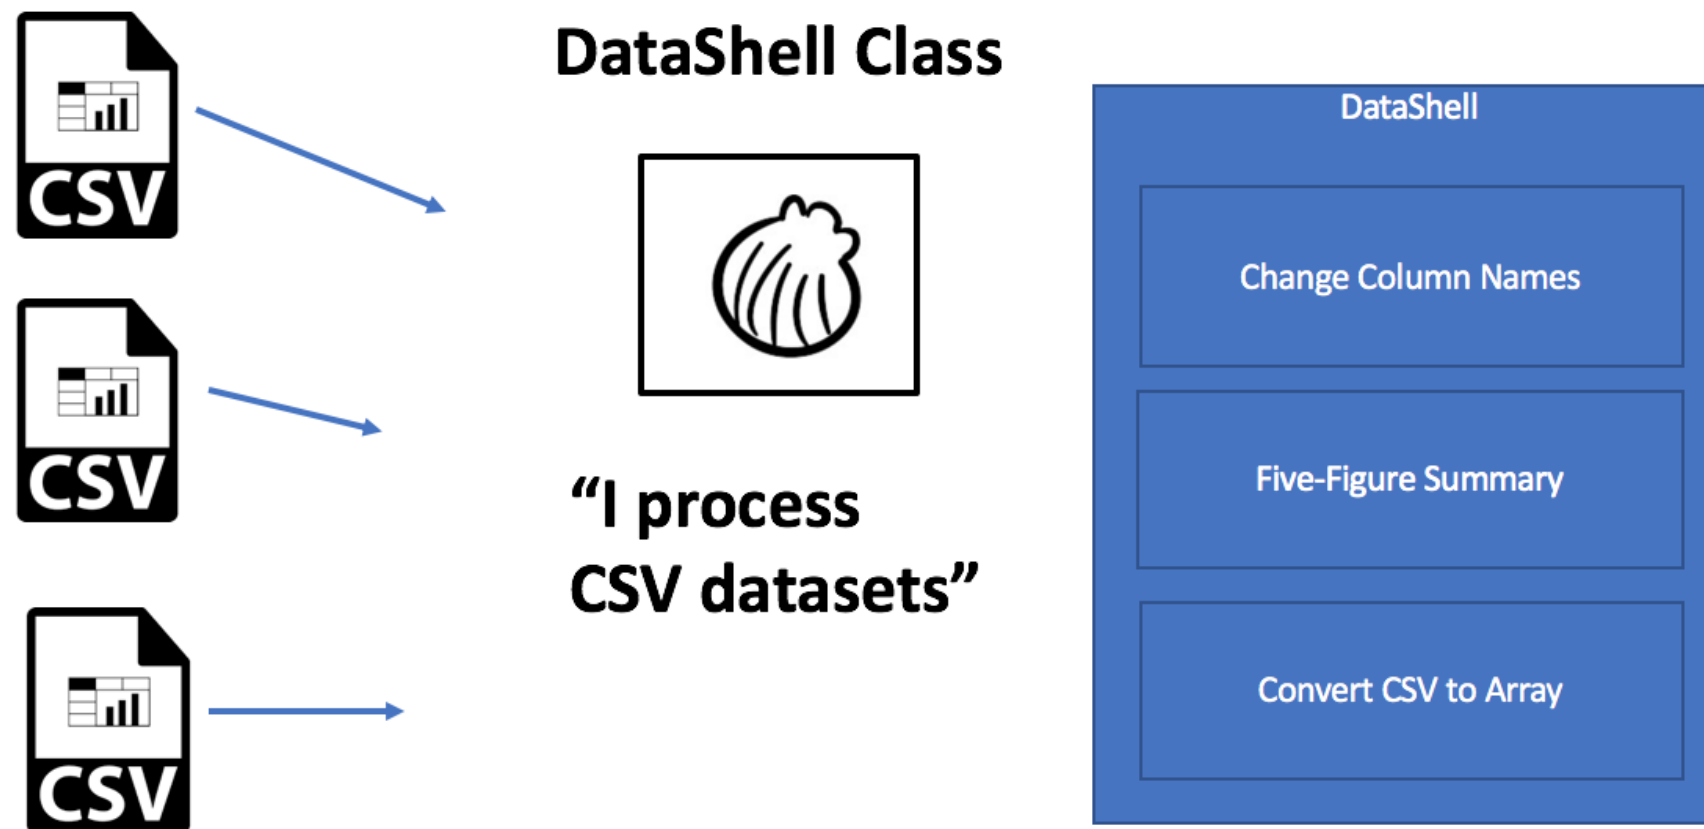 CSV
CSV
CSV
DataShell Class
“I process
CSV datasets”
DataShell
Change Column Names
Five-Figure Summary
Convert CSV to Array